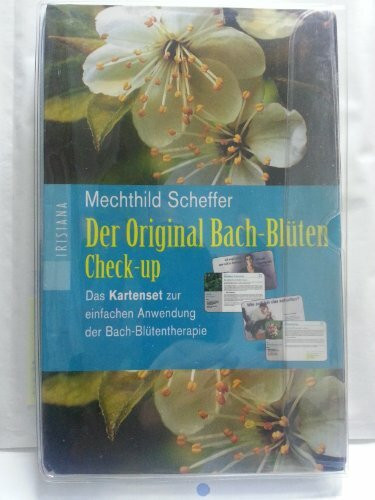 IRISIANA
Mechthild Scheffer
Der Original Bach-Blüten
Check-up
Das Kartenset zur
einfachen Anwendung
der Bach-Blütentherapie